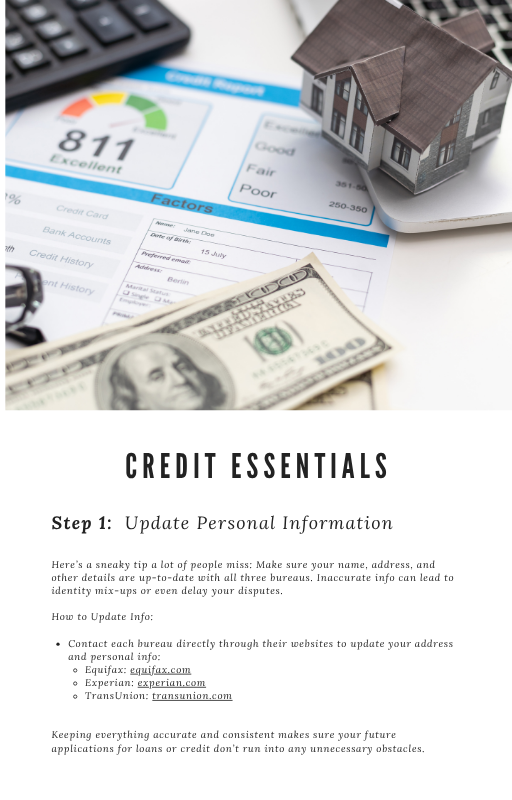 Credit Report
811
Excellent
Excellent
Excelle
Good
Fair
Poor
351-50
250-350
Factors
Credit Card
Bank Accounts
Credit History
ent History
Name: Jane Doe
Date of Birth: 15 July
Preferred email:
Address: Berlin
Marital Status:
Single
100
CREDIT ESSENTIALS
Step 1: Update Personal Information
Here's a sneaky tip a lot of people miss: Make sure your name, address, and
other details are up-to-date with all three bureaus. Inaccurate info can lead to
identity mix-ups or even delay your disputes.
How to Update Info:
• Contact each bureau directly through their websites to update your address
and personal info:
◦ Equifax: equifax.com
◦ Experian: experian.com
◦ TransUnion: transunion.com
Keeping everything accurate and consistent makes sure your future
applications for loans or credit don't run into any unnecessary obstacles.